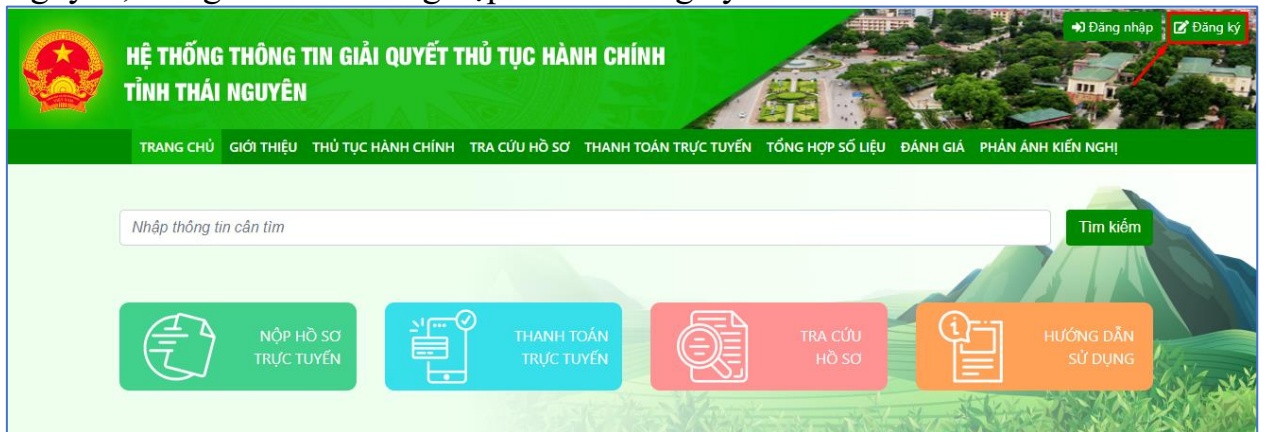 Đăng nhập Đăng ký
HỆ THỐNG THÔNG TIN GIẢI QUYẾT THỦ TỤC HÀNH CHÍNH
TỈNH THÁI NGUYÊN
TRANG CHỦ GIỚI THIỆU THỦ TỤC HÀNH CHÍNH TRA CỨU HỒ SƠ THANH TOÁN TRỰC TUYẾN TỔNG HỢP SỐ LIỆU ĐÁNH GIÁ PHẢN ÁNH KIẾN NGHỊ
Nhập thông tin cần tìm Tìm kiếm
NỘP HỒ SƠ
TRỰC TUYẾN
THANH TOÁN
TRỰC TUYẾN
TRA CỨU
HỒ SƠ
HƯỚNG DẪN
SỬ DỤNG